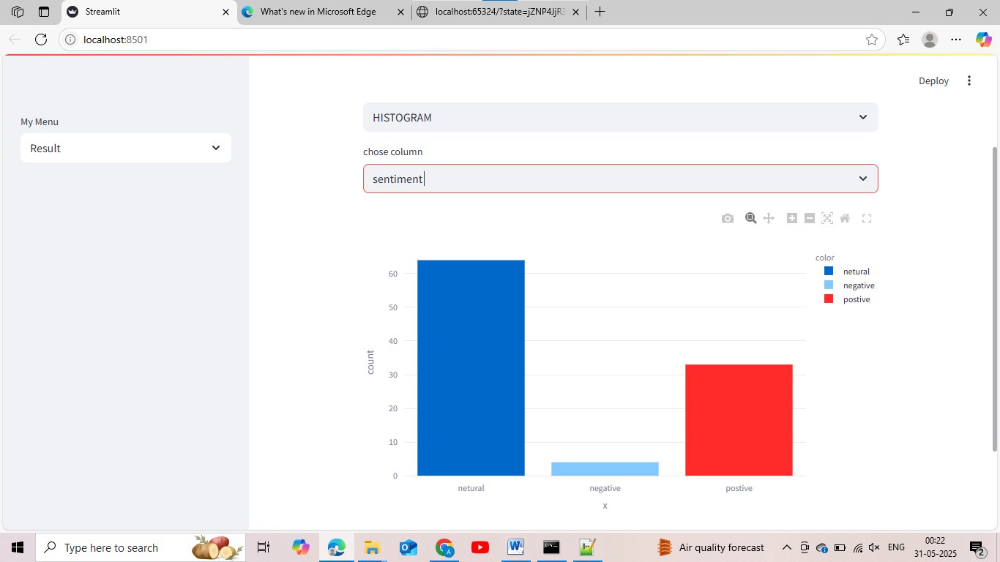 Streamlit
What's new in Microsoft Edge
localhost:65324/?state=jZNP4JjR3
localhost:8501
Deploy
My Menu
Result
HISTOGRAM
chose column
sentiment
color
netural
negative
postive
60
50
40
30
20
10
0
count
netural
negative
postive
x
Type here to search
Air quality forecast
ENG
00:22
31-05-2025
2